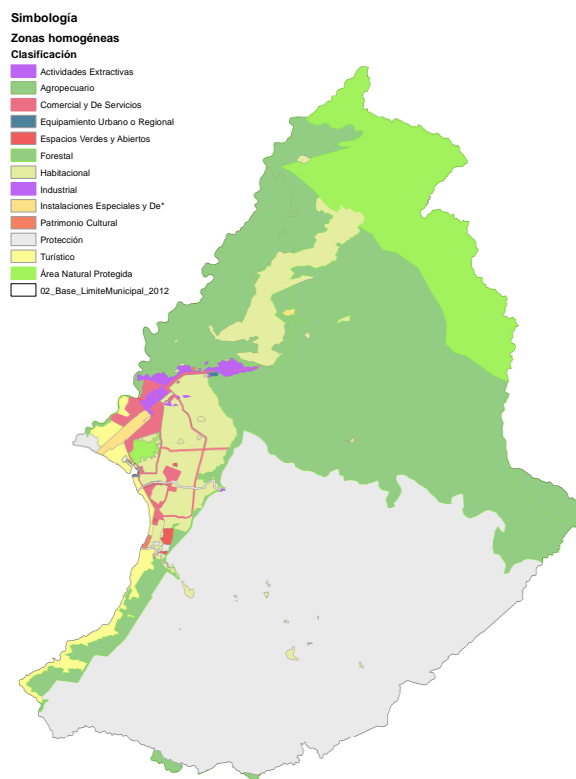 Simbología
Zonas homogéneas
Clasificación
Actividades Extractivas
Agropecuario
Comercial y De Servicios
Equipamiento Urbano o Regional
Espacios Verdes y Abiertos
Forestal
Habitacional
Industrial
Instalaciones Especiales y De*
Patrimonio Cultural
Protección
Turístico
Área Natural Protegida
02_Base_LimiteMunicipal_2012